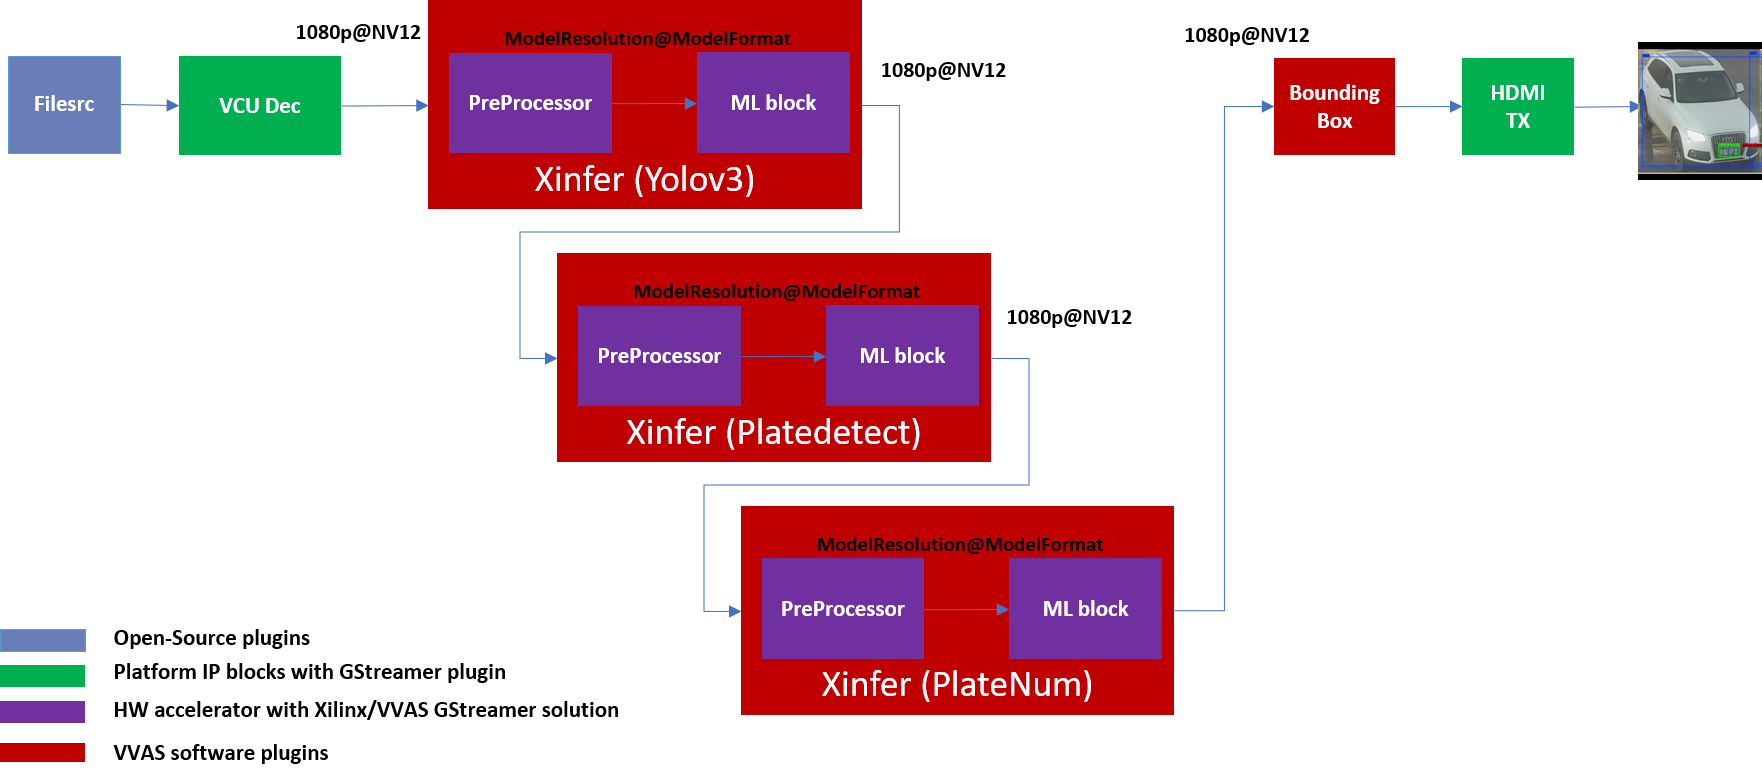 1080p@NV12
Filesrc
VCU Dec
ModelResolution@ModelFormat
PreProcessor
ML block
Xinfer (Yolov3)
1080p@NV12
ModelResolution@ModelFormat
PreProcessor
ML block
Xinfer (Platedetect)
1080p@NV12
ModelResolution@ModelFormat
PreProcessor
ML block
Xinfer (PlateNum)
1080p@NV12
Bounding
Box
HDMI
TX
Open-Source plugins
Platform IP blocks with GStreamer plugin
HW accelerator with Xilinx/VVAS GStreamer solution
VVAS software plugins